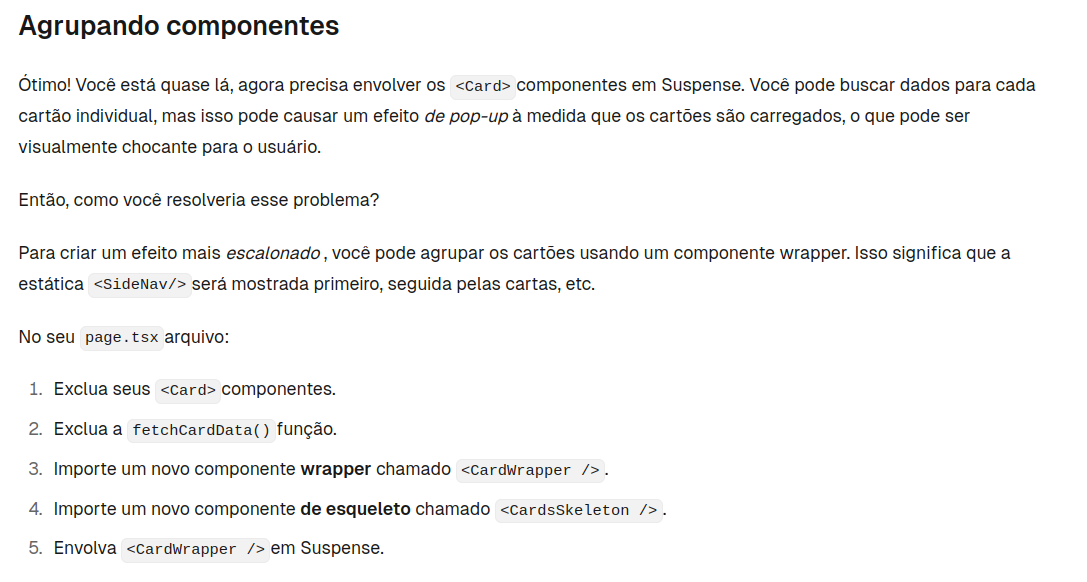 Agrupando componentes
Ótimo! Você está quase lá, agora precisa envolver os <Card> componentes em Suspense. Você pode buscar dados para cada
cartão individual, mas isso pode causar um efeito de pop-up à medida que os cartões são carregados, o que pode ser
visualmente chocante para o usuário.
Então, como você resolveria esse problema?
Para criar um efeito mais escalonado , você pode agrupar os cartões usando um componente wrapper. Isso significa que a
estática <SideNav/> será mostrada primeiro, seguida pelas cartas, etc.
No seu page.tsx arquivo:
1. Exclua seus <Card> componentes.
2. Exclua a fetchCardData() função.
3. Importe um novo componente wrapper chamado <CardWrapper />.
4. Importe um novo componente de esqueleto chamado <CardsSkeleton />.
5. Envolva <CardWrapper /> em Suspense.